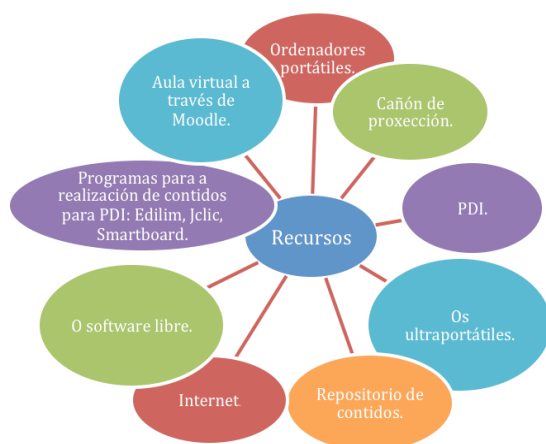 Ordenadores
portátiles.
Cañón de
proxección.
PDI.
Os
ultraportátiles.
Repositorio de
contidos.
Internet.
O software libre.
Programas para a
realización de contidos
para PDI: Edilim, Jclic,
Smartboard.
Aula virtual a
través de
Moodle.
Recursos